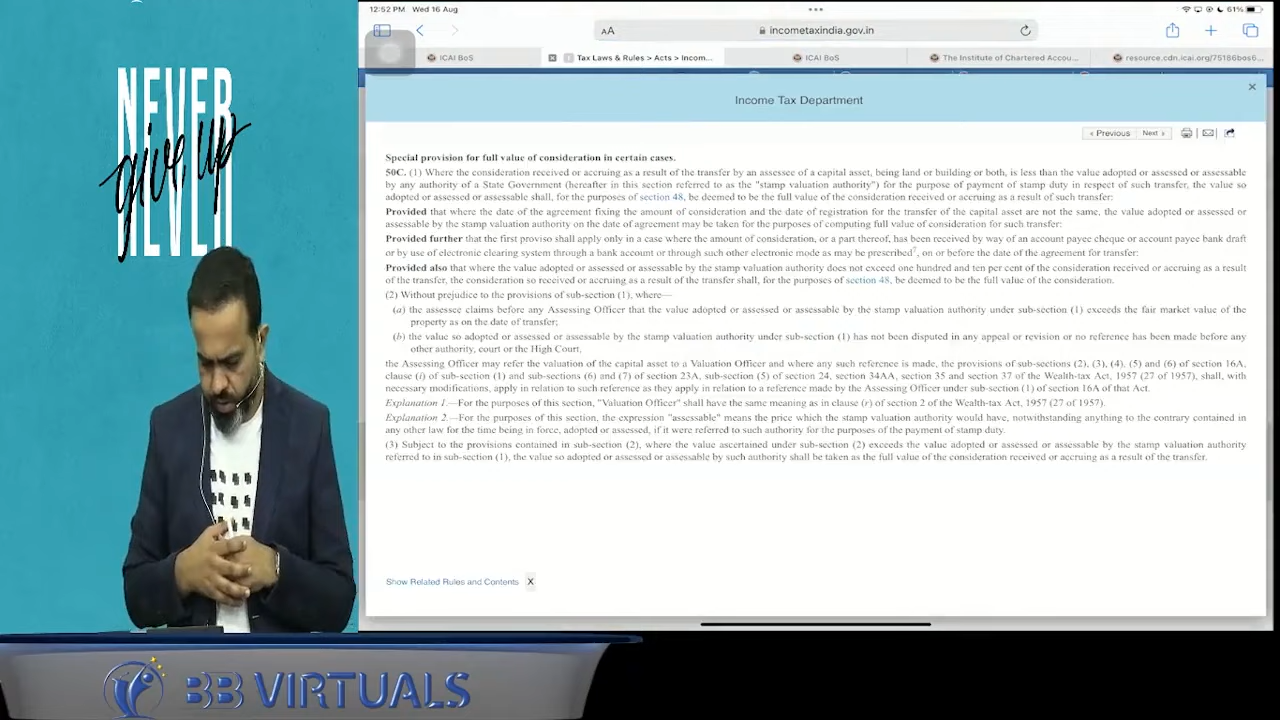 12:52 PM Wed 16 Aug
61%
AA
incometaxindia.gov.in
ICAI BoS
Tax Laws & Rules > Acts > Incom...
ICAI BoS
The Institute of Chartered Accou...
resource.cdn.icai.org/75186bos6...
Income Tax Department
Previous Next
Special provision for full value of consideration in certain cases.
50C. (1) Where the consideration received or accruing as a result of the transfer by an assessee of a capital asset, being land or building or both, is less than the value adopted or assessed or assessable
by any authority of a State Government (hereafter in this section referred to as the "stamp valuation authority") for the purpose of payment of stamp duty in respect of such transfer, the value so
adopted or assessed or assessable shall, for the purposes of section 48, be deemed to be the full value of the consideration received or accruing as a result of such transfer:
Provided that where the date of the agreement fixing the amount of consideration and the date of registration for the transfer of the capital asset are not the same, the value adopted or assessed or
assessable by the stamp valuation authority on the date of agreement may be taken for the purposes of computing full value of consideration for such transfer:
Provided further that the first proviso shall apply only in a case where the amount of consideration, or a part thereof, has been received by way of an account payee cheque or account payee bank draft
or by use of electronic clearing system through a bank account or through such other electronic mode as may be prescribed7, on or before the date of the agreement for transfer:
Provided also that where the value adopted or assessed or assessable by the stamp valuation authority does not exceed one hundred and ten per cent of the consideration received or accruing as a result
of the transfer, the consideration so received or accruing as a result of the transfer shall, for the purposes of section 48, be deemed to be the full value of the consideration.
(2) Without prejudice to the provisions of sub-section (1), where—
(a) the assessee claims before any Assessing Officer that the value adopted or assessed or assessable by the stamp valuation authority under sub-section (1) exceeds the fair market value of the
property as on the date of transfer;
(b) the value so adopted or assessed or assessable by the stamp valuation authority under sub-section (1) has not been disputed in any appeal or revision or no reference has been made before any
other authority, court or the High Court,
the Assessing Officer may refer the valuation of the capital asset to a Valuation Officer and where any such reference is made, the provisions of sub-sections (2), (3), (4), (5) and (6) of section 16A,
clause (i) of sub-section (1) and sub-sections (6) and (7) of section 23A, sub-section (5) of section 24, section 34AA, section 35 and section 37 of the Wealth-tax Act, 1957 (27 of 1957), shall, with
necessary modifications, apply in relation to such reference as they apply in relation to a reference made by the Assessing Officer under sub-section (1) of section 16A of that Act.
Explanation 1.—For the purposes of this section, "Valuation Officer" shall have the same meaning as in clause (r) of section 2 of the Wealth-tax Act, 1957 (27 of 1957).
Explanation 2.—For the purposes of this section, the expression "assessable" means the price which the stamp valuation authority would have, notwithstanding anything to the contrary contained in
any other law for the time being in force, adopted or assessed, if it were referred to such authority for the purposes of the payment of stamp duty.
(3) Subject to the provisions contained in sub-section (2), where the value ascertained under sub-section (2) exceeds the value adopted or assessed or assessable by the stamp valuation authority
referred to in sub-section (1), the value so adopted or assessed or assessable by such authority shall be taken as the full value of the consideration received or accruing as a result of the transfer.
Show Related Rules and Contents X
NEVER
give up
NEVER
BB VIRTUALS